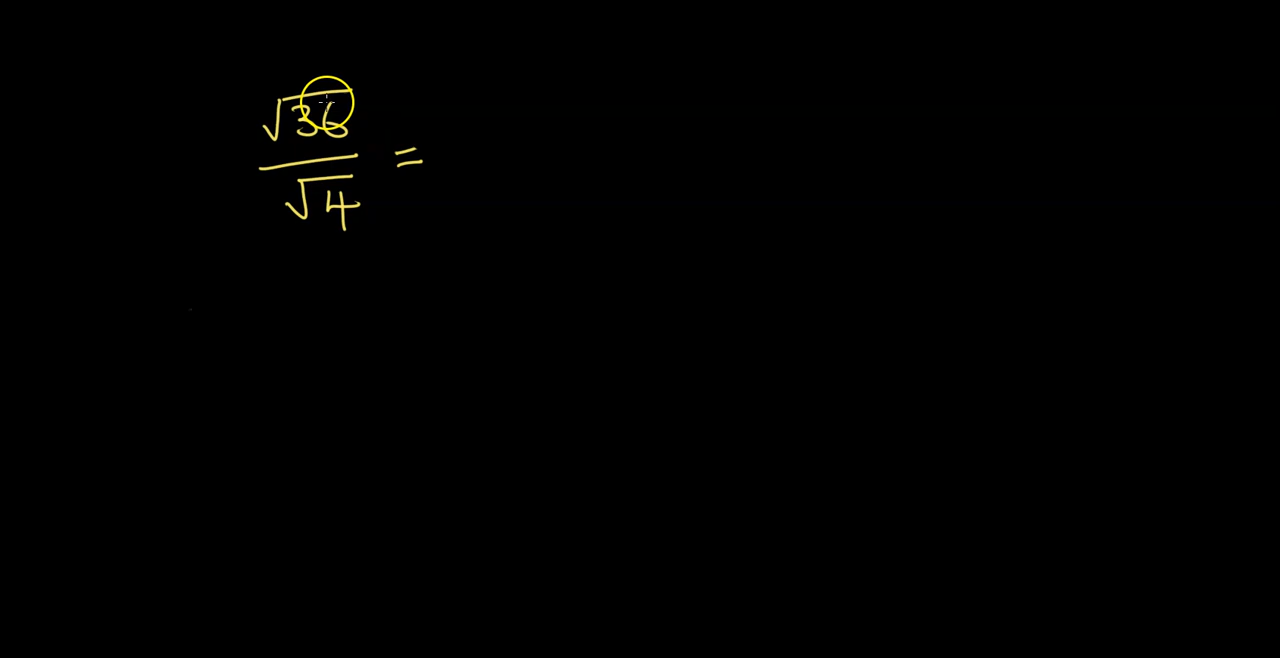 √36 / √4 =